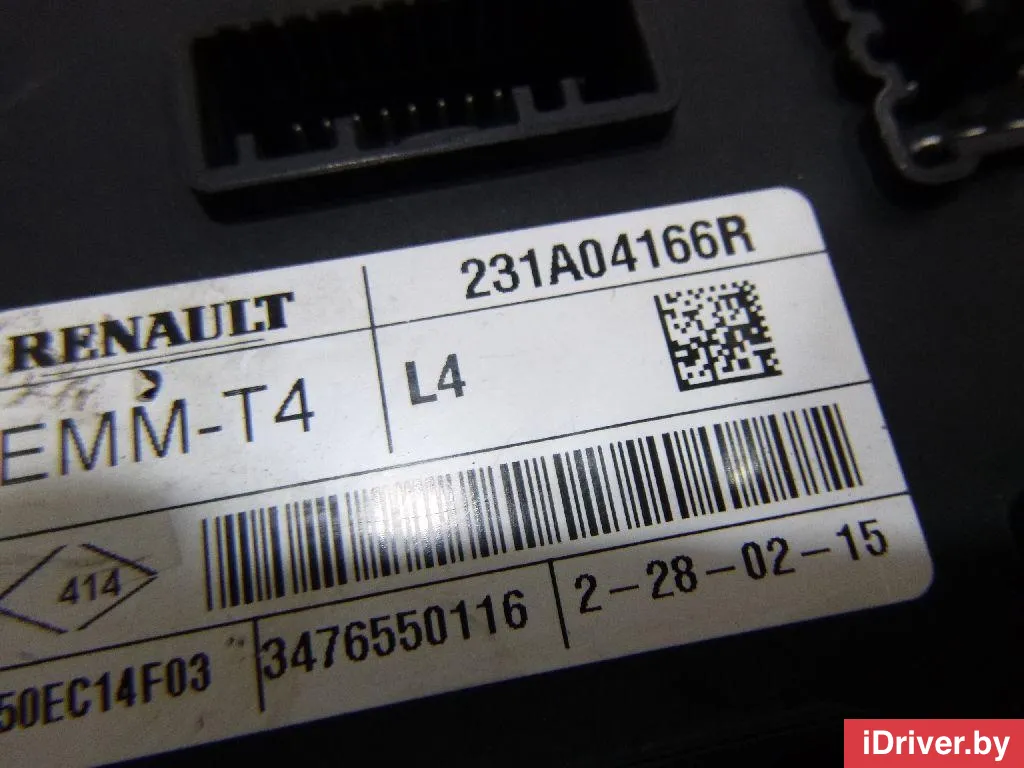 231A04166R
RENAULT
EMM-T4
L4
414
50EC14F03
3476550116
2-28-02-15
iDriver.by